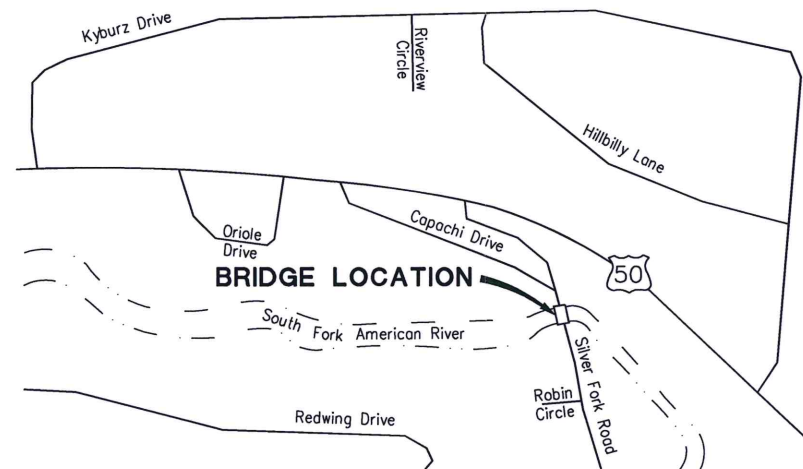 Kyburz Drive
Riverview
Circle
Hillbilly Lane
Oriole
Drive
Capachi Drive
50
BRIDGE LOCATION
South Fork American River
Silver Fork Road
Robin
Circle
Redwing Drive